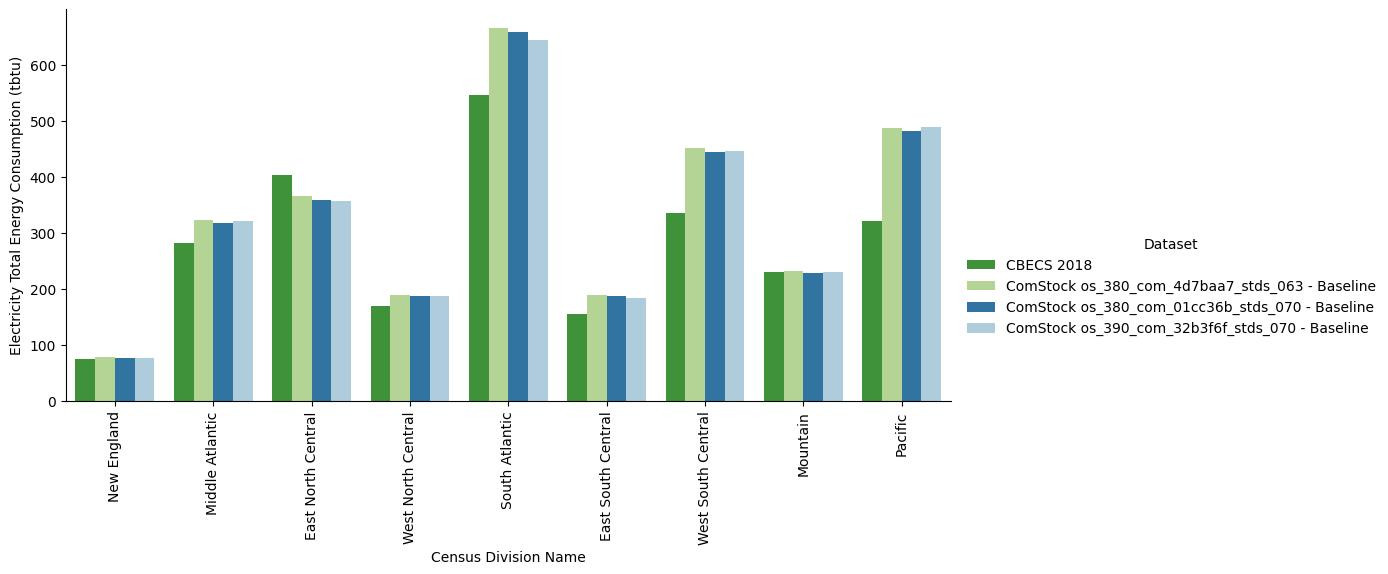 Electricity Total Energy Consumption (tbtu)
600
500
400
300
200
100
0
New England
Middle Atlantic
East North Central
West North Central
South Atlantic
East South Central
West South Central
Mountain
Pacific
Census Division Name
Dataset
CBECS 2018
ComStock os_380_com_4d7baa7_stds_063 - Baseline
ComStock os_380_com_01cc36b_stds_070 - Baseline
ComStock os_390_com_32b3f6f_stds_070 - Baseline